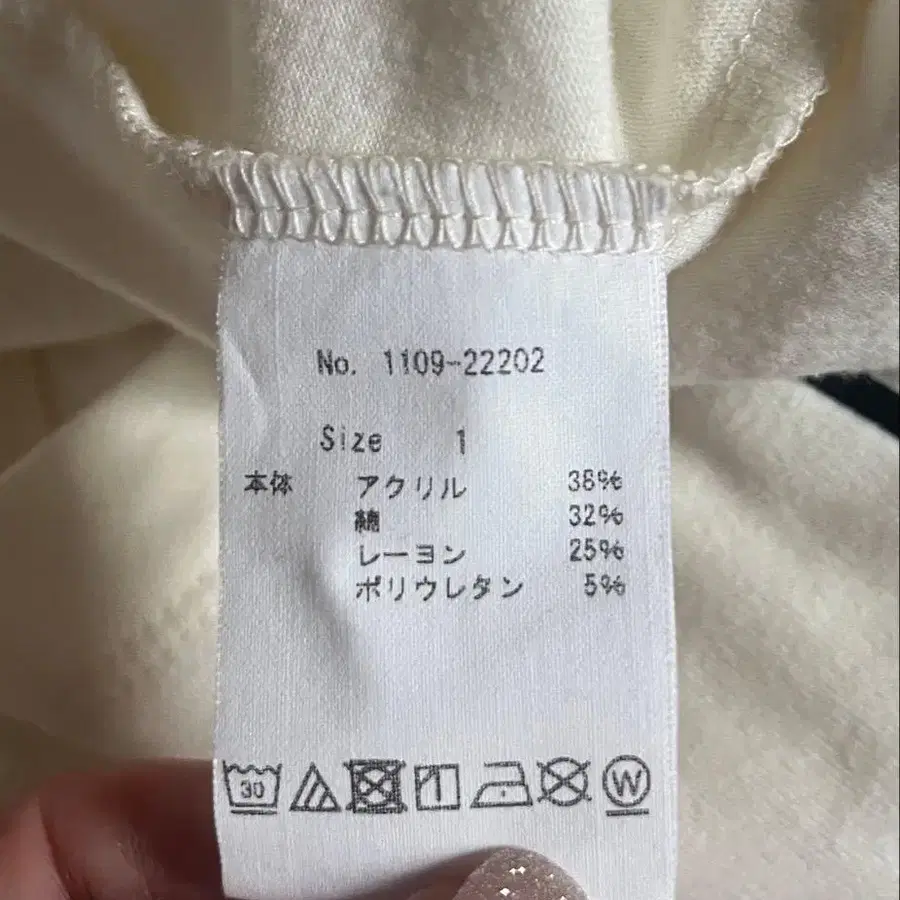 No. 1109-22202
Size 1
本体 アクリル 38%
綿 32%
レーヨン 25%
ポリウレタン 5%
30
W